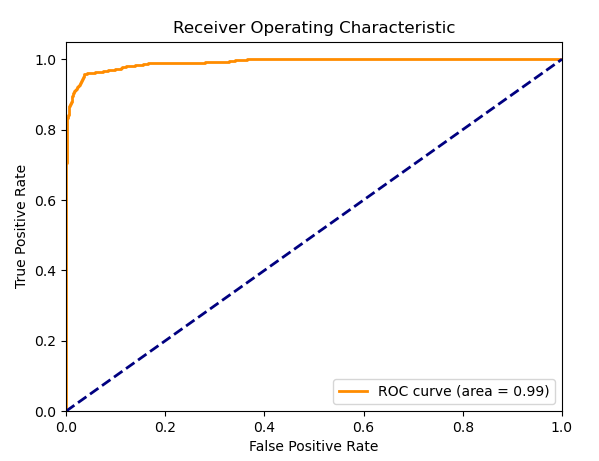 Receiver Operating Characteristic
1.0
0.8
0.6
0.4
0.2
0.0
True Positive Rate
0.0 0.2 0.4 0.6 0.8 1.0
False Positive Rate
ROC curve (area = 0.99)